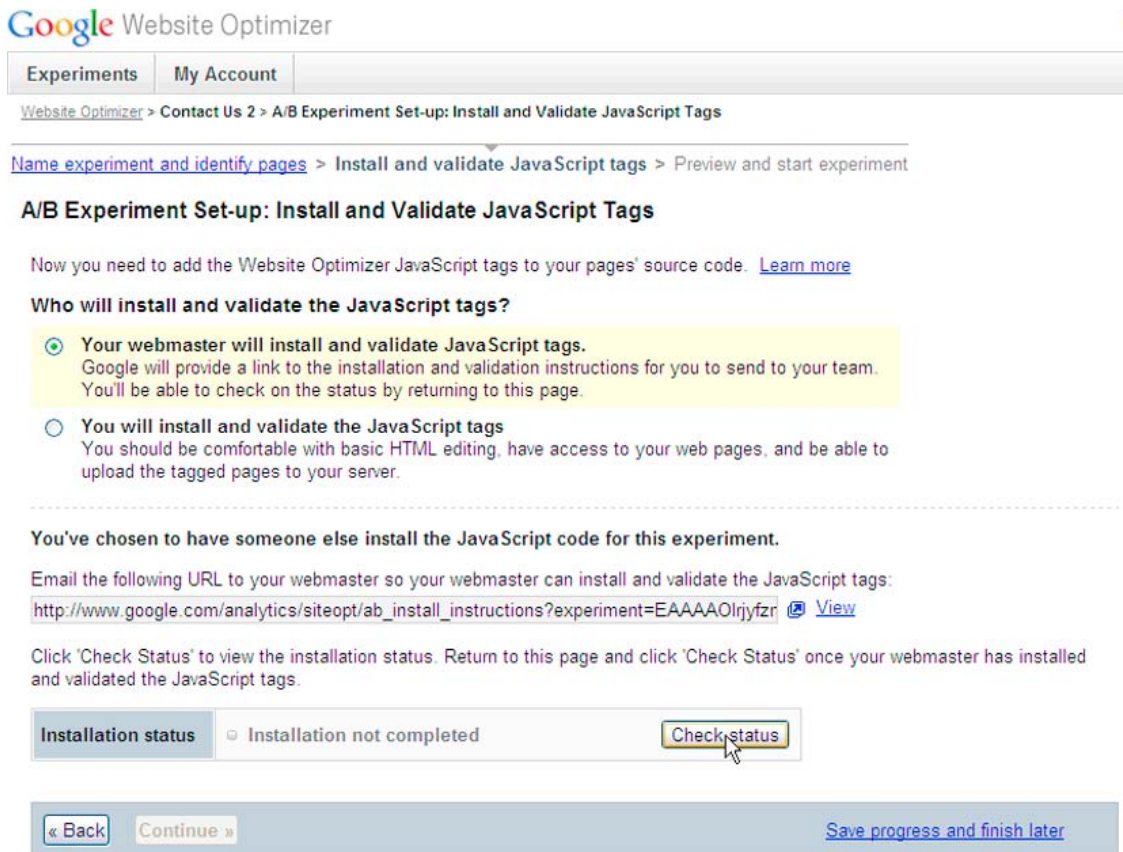 Google Website Optimizer
Experiments My Account
Website Optimizer > Contact Us 2 > A/B Experiment Set-up: Install and Validate JavaScript Tags
Name experiment and identify pages > Install and validate JavaScript tags > Preview and start experiment
A/B Experiment Set-up: Install and Validate JavaScript Tags
Now you need to add the Website Optimizer JavaScript tags to your pages' source code. Learn more
Who will install and validate the JavaScript tags?
Your webmaster will install and validate JavaScript tags.
Google will provide a link to the installation and validation instructions for you to send to your team.
You'll be able to check on the status by returning to this page.
You will install and validate the JavaScript tags
You should be comfortable with basic HTML editing, have access to your web pages, and be able to
upload the tagged pages to your server.
You've chosen to have someone else install the JavaScript code for this experiment.
Email the following URL to your webmaster so your webmaster can install and validate the JavaScript tags:
http://www.google.com/analytics/siteopt/ab_install_instructions?experiment=EAAAAOIrjyfzr View
Click 'Check Status' to view the installation status. Return to this page and click 'Check Status' once your webmaster has installed
and validated the JavaScript tags.
Installation status Installation not completed Check status
« Back Continue » Save progress and finish later